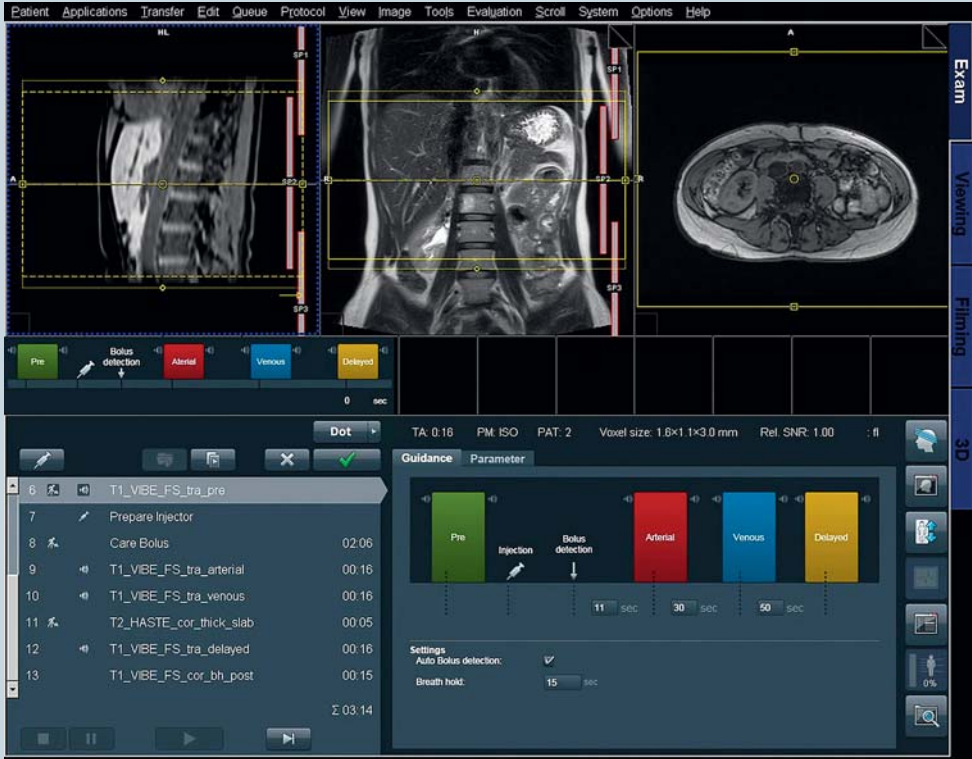 Patient Applications Transfer Edit Queue Protocol View Image Tools Evaluation Scroll System Options Help
HL
H
A
SP1
SP1
A
SP2
R
SP2
R
SP3
SP3
Exam
Viewing
Filming
3D
Pre
Bolus detection
Aterial
Venous
Delayed
0 sec
Dot
TA: 0:16 PM: ISO PAT: 2 Voxel size: 1.6×1.1×3.0 mm Rel. SNR: 1.00 : fl
Guidance Parameter
6 T1_VIBE_FS_tra_pre
7 Prepare Injector
8 Care Bolus 02:06
9 T1_VIBE_FS_tra_arterial 00:16
10 T1_VIBE_FS_tra_venous 00:16
11 T2_HASTE_cor_thick_slab 00:05
12 T1_VIBE_FS_tra_delayed 00:16
13 T1_VIBE_FS_cor_bh_post 00:15
Σ 03:14
Pre
Injection
Bolus
detection
Arterial
Venous
Delayed
11 sec 30 sec 50 sec
Settings
Auto Bolus detection:
Breath hold: 15 sec
0%